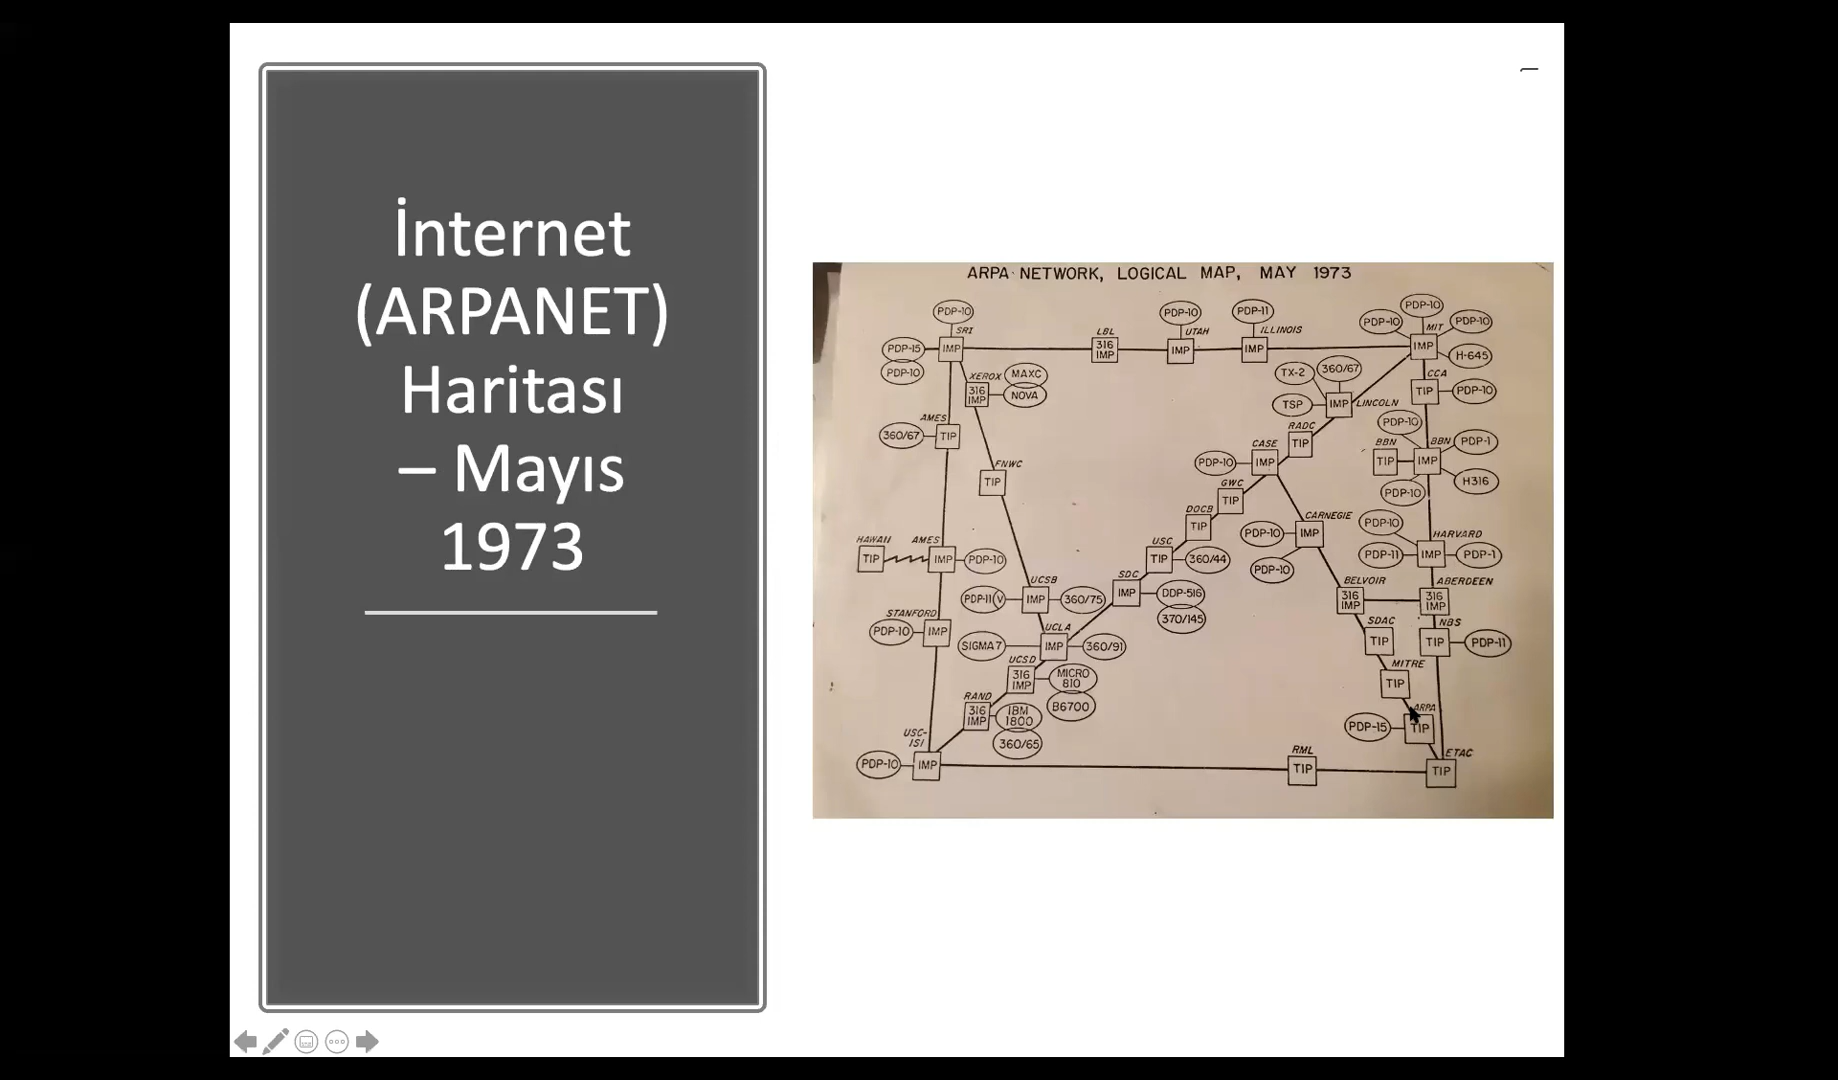 İnternet
(ARPANET)
Haritası
– Mayıs
1973
ARPA NETWORK, LOGICAL MAP, MAY 1973
PDP-10
SRI
IMP
PDP-15
PDP-10
LBL
316
IMP
PDP-10
UTAH
IMP
PDP-11
ILLINOIS
IMP
PDP-10
PDP-10
PDP-10
MIT
IMP
H-645
XEROX
316
IMP
MAXC
NOVA
TX-2
360/67
TSP
IMP
LINCOLN
CCA
TIP
PDP-10
AMES
360/67
TIP
RADC
TIP
PDP-10
BBN
TIP
BBN
IMP
PDP-1
PDP-10
H316
CASE
PDP-10
IMP
FNWC
TIP
GWC
TIP
DOCB
TIP
CARNEGIE
PDP-10
IMP
PDP-10
PDP-10
HARVARD
PDP-11
IMP
PDP-1
HAWAII
TIP
AMES
IMP
PDP-10
USC
TIP
360/44
UCSB
PDP-11
V
IMP
360/75
SDC
IMP
DDP-516
370/145
BELVOIR
316
IMP
ABERDEEN
316
IMP
STANFORD
PDP-10
IMP
UCLA
SIGMA7
IMP
360/91
SDAC
TIP
NBS
TIP
PDP-11
UCSD
316
IMP
MICRO
810
B6700
MITRE
TIP
RAND
316
IMP
IBM
1800
360/65
ARPA
PDP-15
TIP
USC-
ISI
PDP-10
IMP
RML
TIP
ETAC
TIP